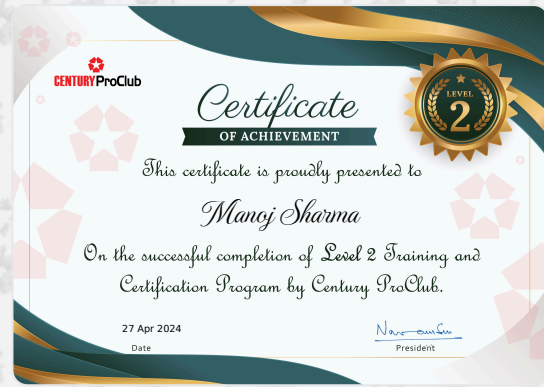 CENTURY ProClub
Certificate
OF ACHIEVEMENT
LEVEL
2
This certificate is proudly presented to
Manoj Sharma
On the successful completion of Level 2 Training and
Certification Program by Century ProClub.
27 Apr 2024
Date
President